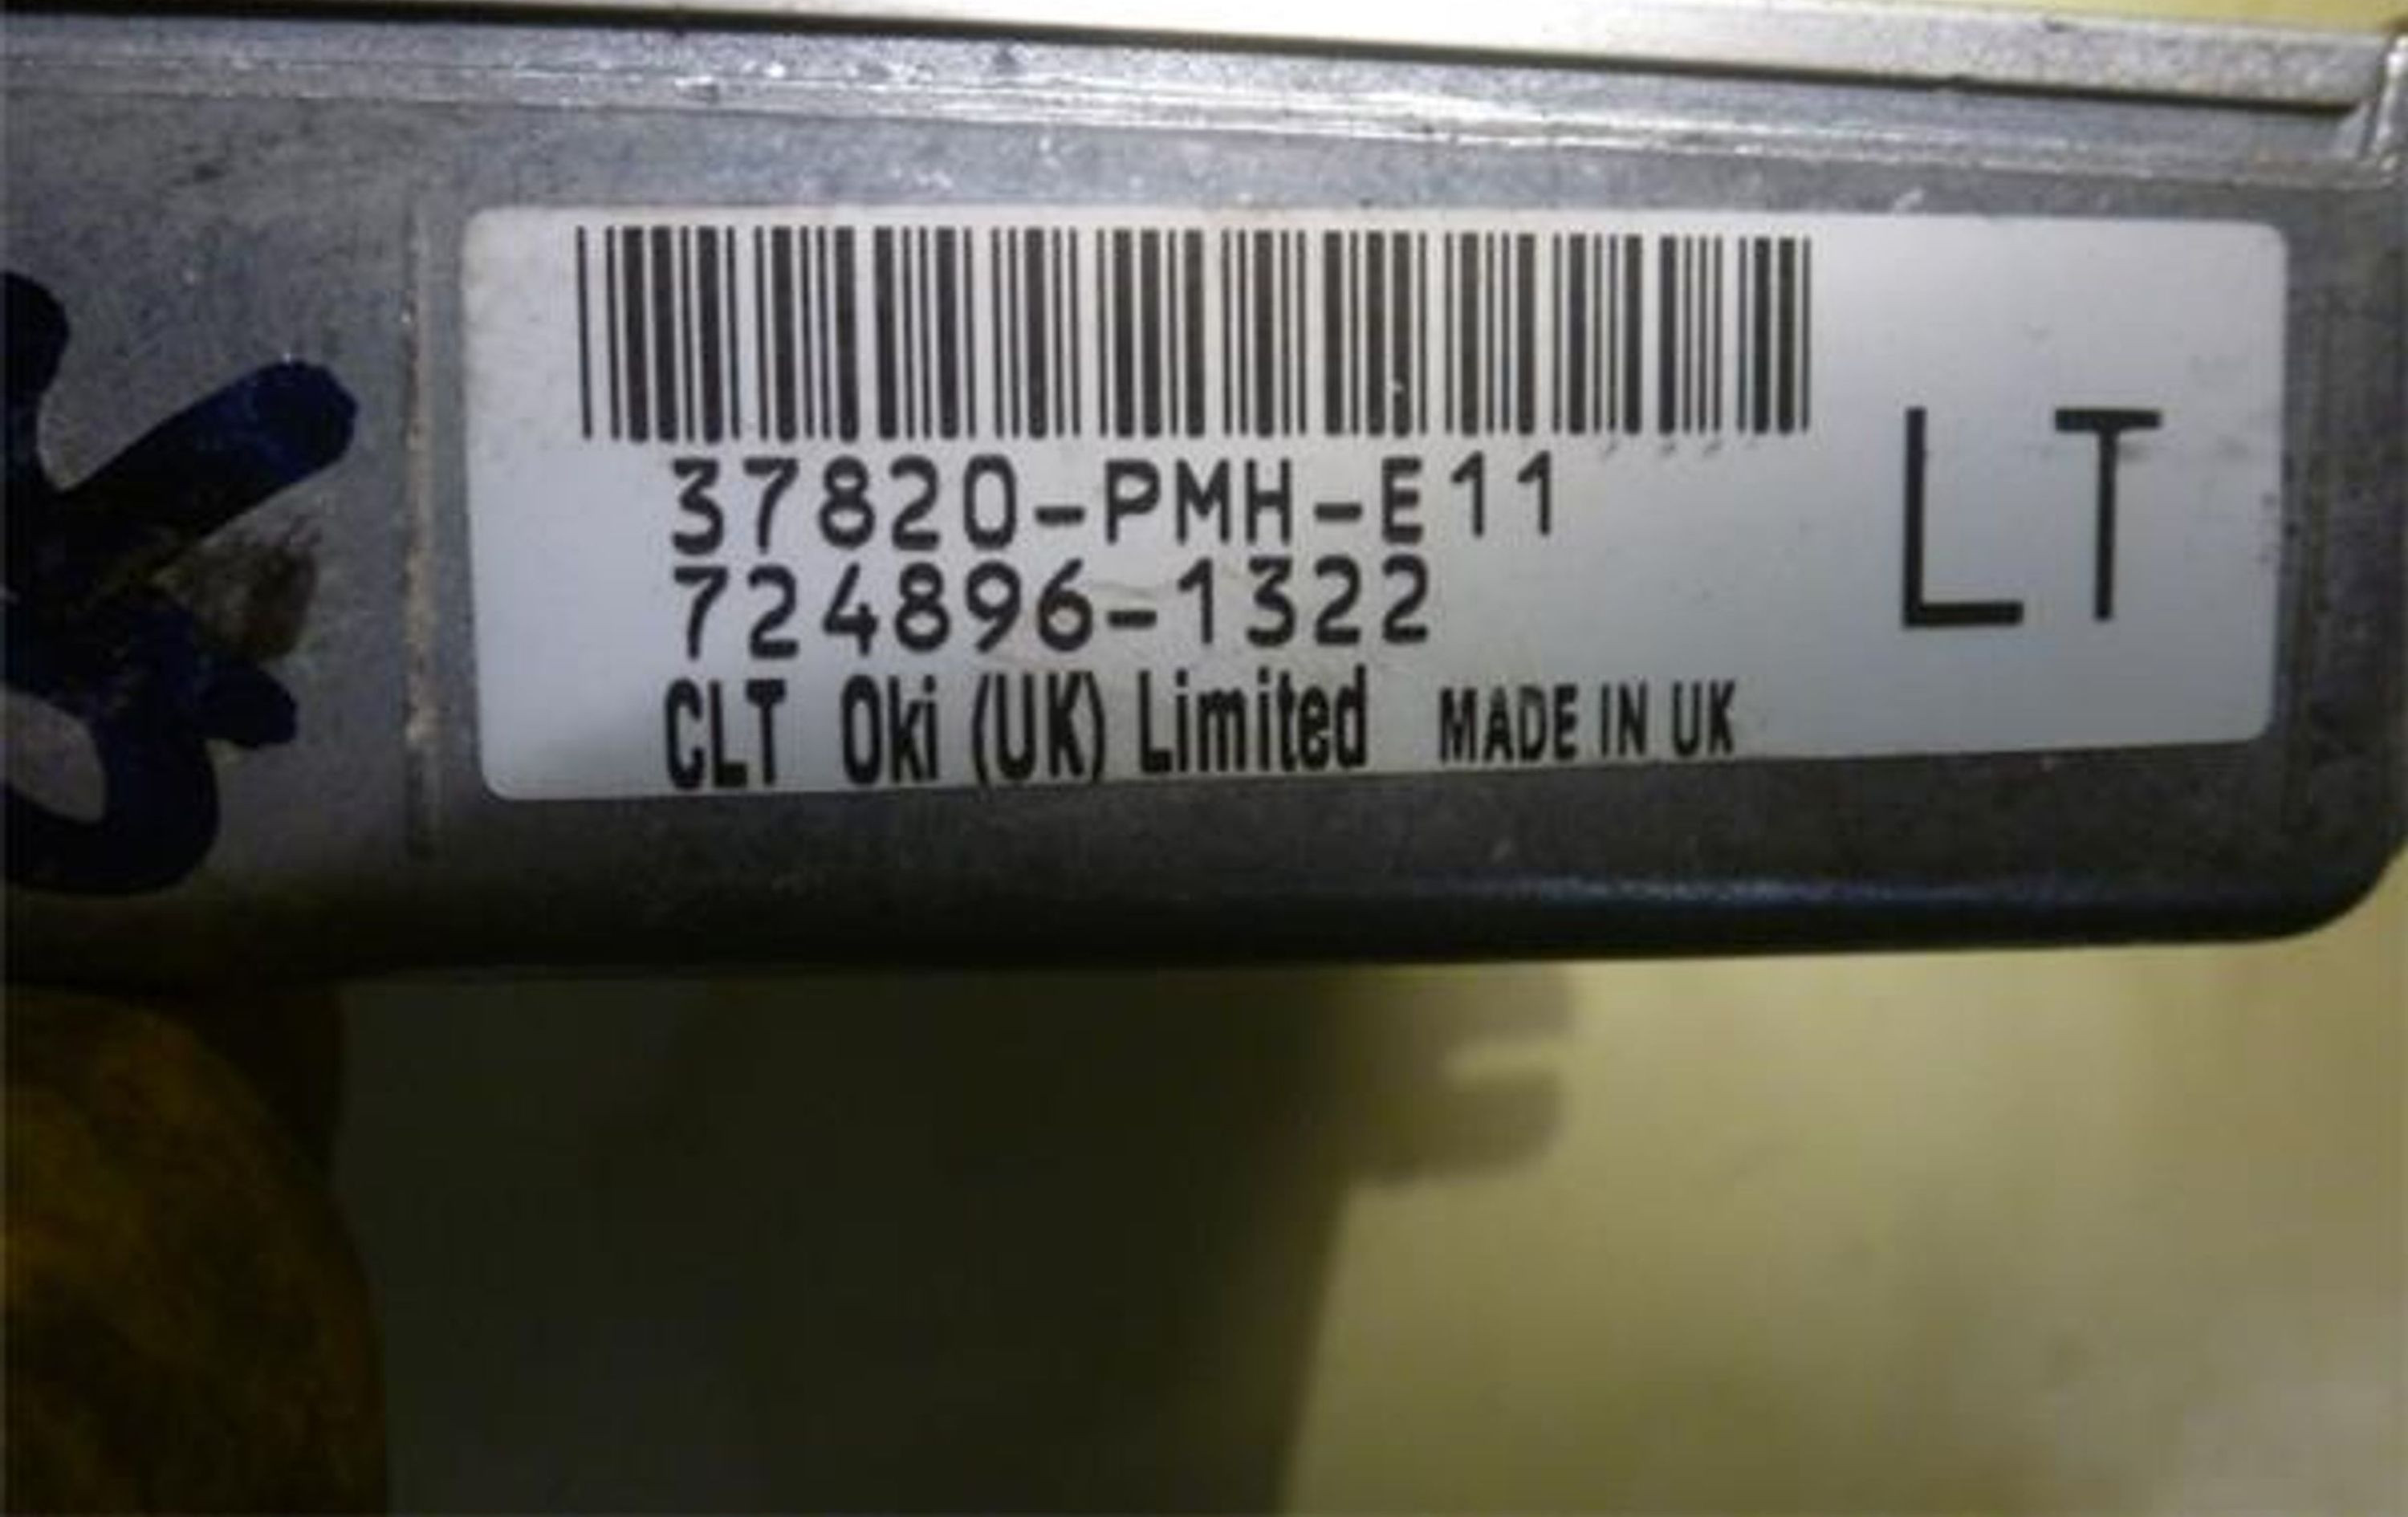 37820-PMH-E11
724896-1322
CLT Oki (UK) Limited MADE IN UK
LT